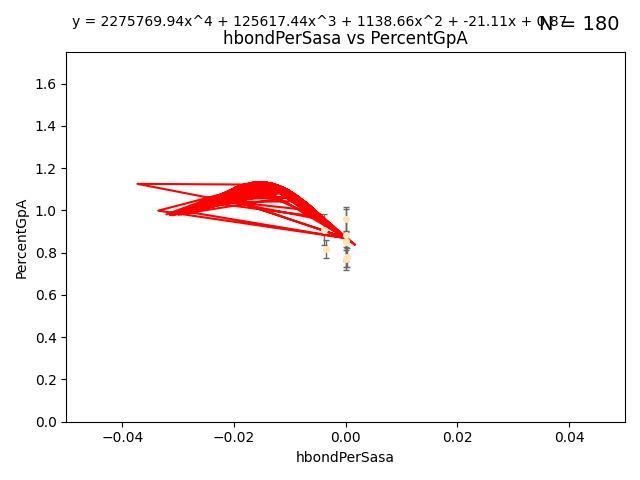 y = 2275769.94x^4 + 125617.44x^3 + 1138.66x^2 + -21.11x + 0.87
N = 180
hbondPerSasa vs PercentGpA
1.6
1.4
1.2
1.0
0.8
0.6
0.4
0.2
0.0
PercentGpA
−0.04 −0.02 0.00 0.02 0.04
hbondPerSasa